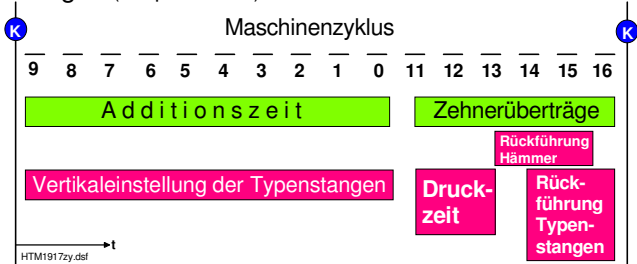 K Maschinenzyklus K
9 8 7 6 5 4 3 2 1 0 11 12 13 14 15 16
Additionszeit Zehnerüberträge
Rückführung
Hämmer
Vertikaleinstellung der Typenstangen
Druck-
zeit
Rück-
führung
Typen-
stangen
t
HTM1917zy.dsf